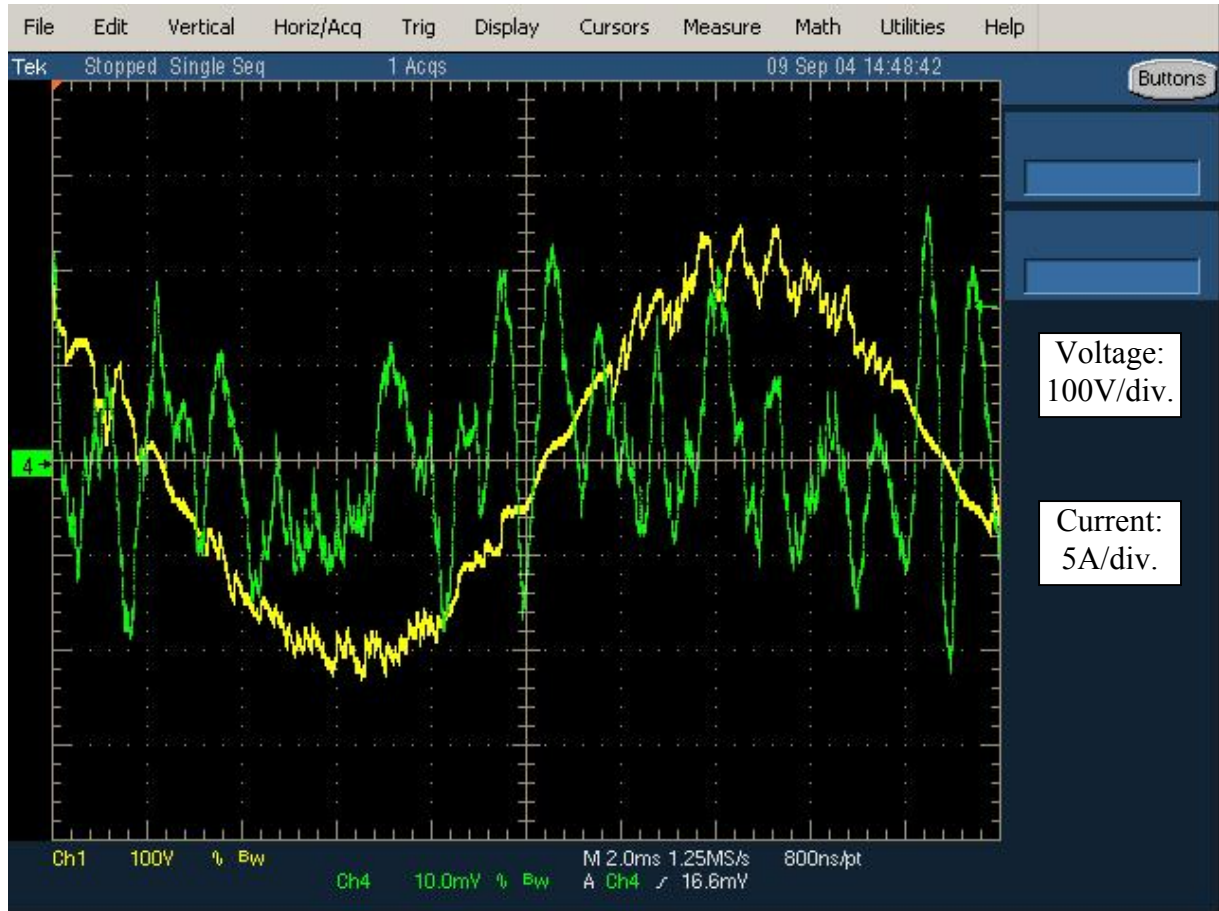 File Edit Vertical Horiz/Acq Trig Display Cursors Measure Math Utilities Help
Tek Stopped Single Seq 1 Acqs 09 Sep 04 14:48:42
Buttons
Voltage:
100V/div.
4
Current:
5A/div.
Ch1 100V Bw M 2.0ms 1.25MS/s 800ns/pt
Ch4 10.0mV Bw A Ch4 16.6mV